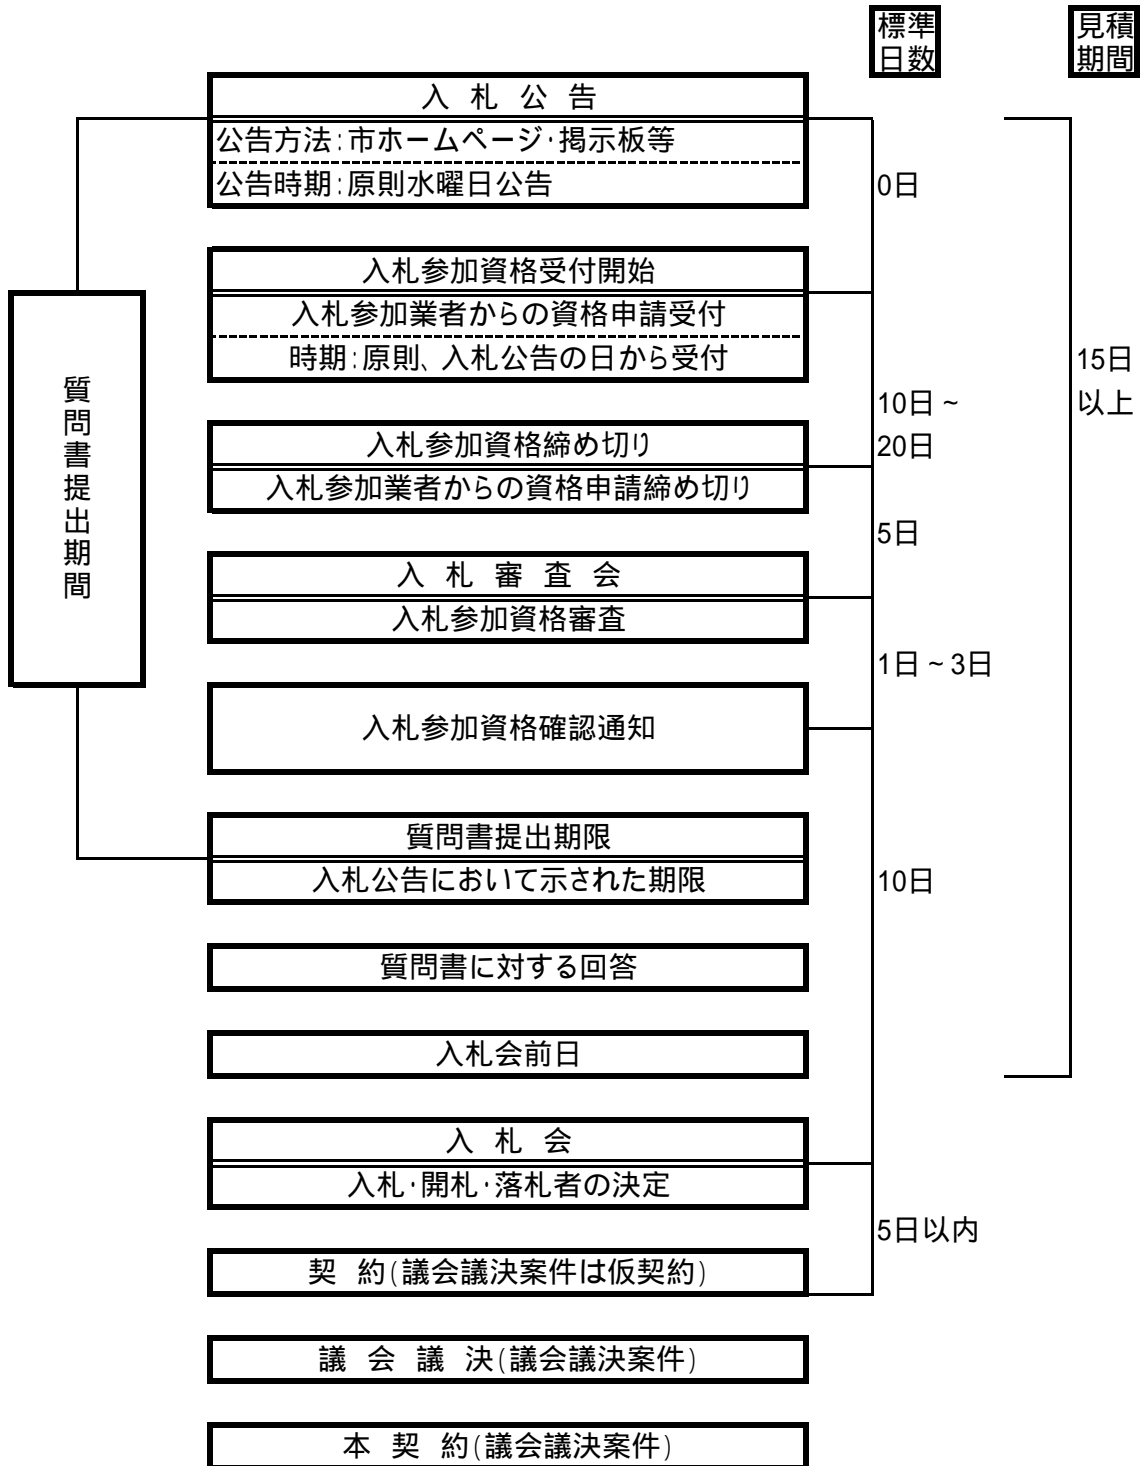 標準
日数
見積
期間
入 札 公 告
公告方法:市ホームページ・掲示板等
公告時期:原則水曜日公告
0日
入札参加資格受付開始
入札参加業者からの資格申請受付
時期:原則、入札公告の日から受付
15日
以上
質問書提出期間
10日~
20日
入札参加資格締め切り
入札参加業者からの資格申請締め切り
5日
入 札 審 査 会
入札参加資格審査
1日~3日
入札参加資格確認通知
質問書提出期限
入札公告において示された期限
10日
質問書に対する回答
入札会前日
入 札 会
入札・開札・落札者の決定
5日以内
契 約(議会議決案件は仮契約)
議 会 議 決(議会議決案件)
本 契 約(議会議決案件)